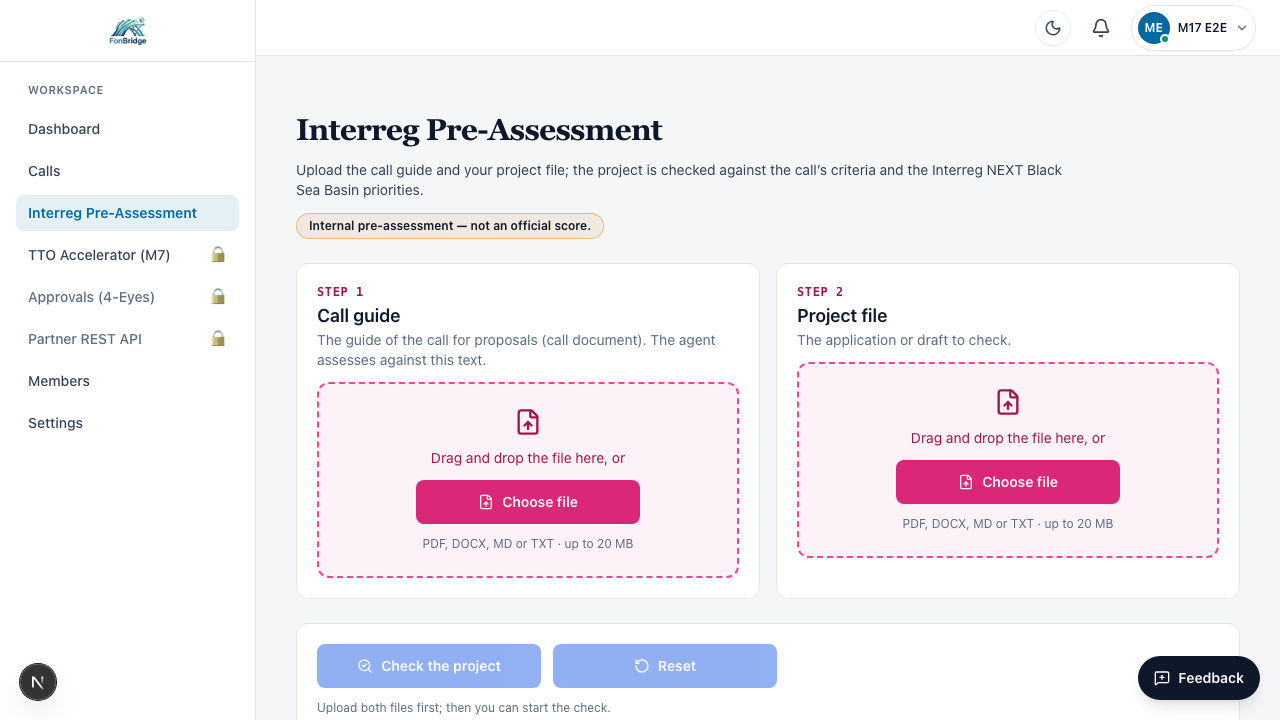 FonBridge
M17 E2E
ME
WORKSPACE
Dashboard
Calls
Interreg Pre-Assessment
TTO Accelerator (M7)
Approvals (4-Eyes)
Partner REST API
Members
Settings
Interreg Pre-Assessment
Upload the call guide and your project file; the project is checked against the call's criteria and the Interreg NEXT Black
Sea Basin priorities.
Internal pre-assessment — not an official score.
STEP 1
Call guide
The guide of the call for proposals (call document). The agent
assesses against this text.
Drag and drop the file here, or
Choose file
PDF, DOCX, MD or TXT · up to 20 MB
STEP 2
Project file
The application or draft to check.
Drag and drop the file here, or
Choose file
PDF, DOCX, MD or TXT · up to 20 MB
Check the project
Reset
Upload both files first; then you can start the check.
N
Feedback